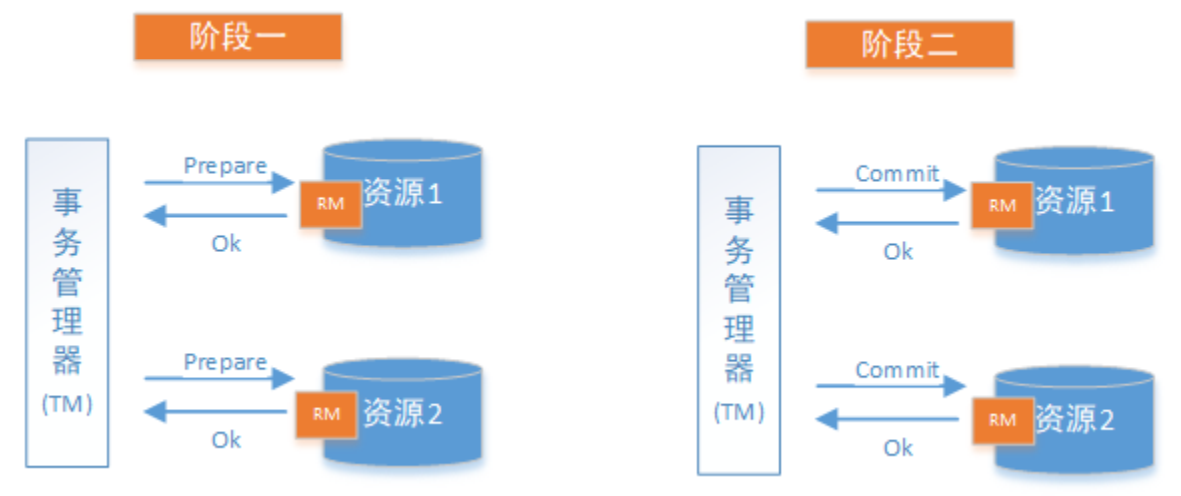 阶段一
事务管理器
(TM)
Prepare
Ok
RM
资源1
Prepare
Ok
RM
资源2
阶段二
事务管理器
(TM)
Commit
Ok
RM
资源1
Commit
Ok
RM
资源2